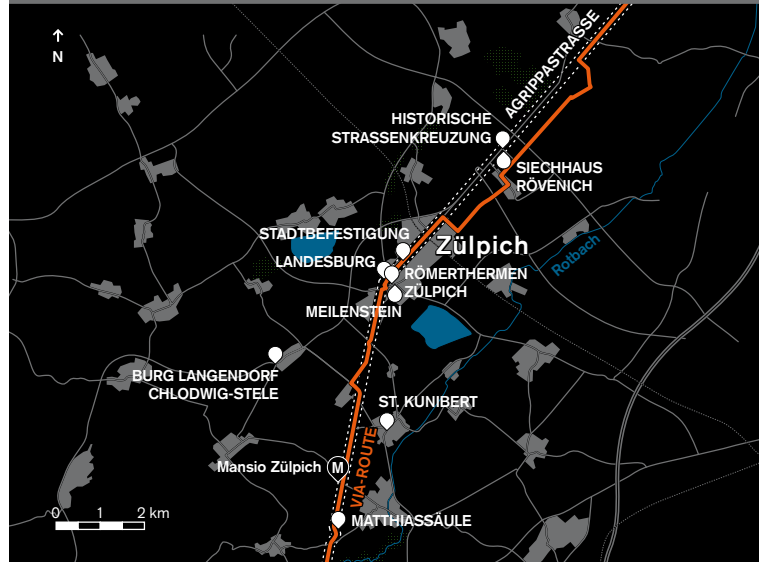 N
AGRIPPASTRASSE
HISTORISCHE
STRASSENKREUZUNG
SIECHHAUS
RÖVENICH
STADTBEFESTIGUNG
Zülpich
LANDESBURG
RÖMERTHERMEN
ZÜLPICH
Rotbach
MEILENSTEIN
BURG LANGENDORF
CHLODWIG-STELE
ST. KUNIBERT
VIA-ROUTE
Mansio Zülpich
M
0 1 2 km
MATTHIASSÄULE